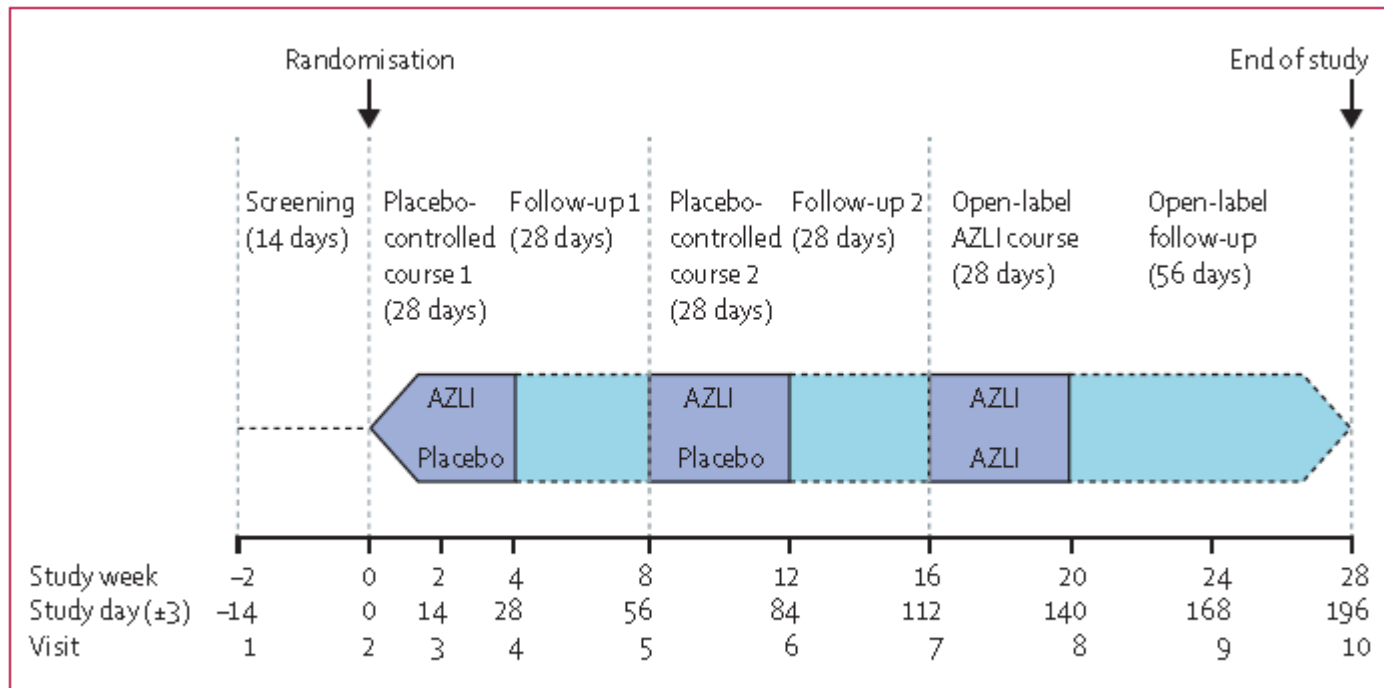 Randomisation
End of study
Screening
(14 days)
Placebo-
controlled
course 1
(28 days)
Follow-up 1
(28 days)
Placebo-
controlled
course 2
(28 days)
Follow-up 2
(28 days)
Open-label
AZLI course
(28 days)
Open-label
follow-up
(56 days)
AZLI
Placebo
AZLI
Placebo
AZLI
AZLI
Study week –2 0 2 4 8 12 16 20 24 28
Study day (±3) –14 0 14 28 56 84 112 140 168 196
Visit 1 2 3 4 5 6 7 8 9 10